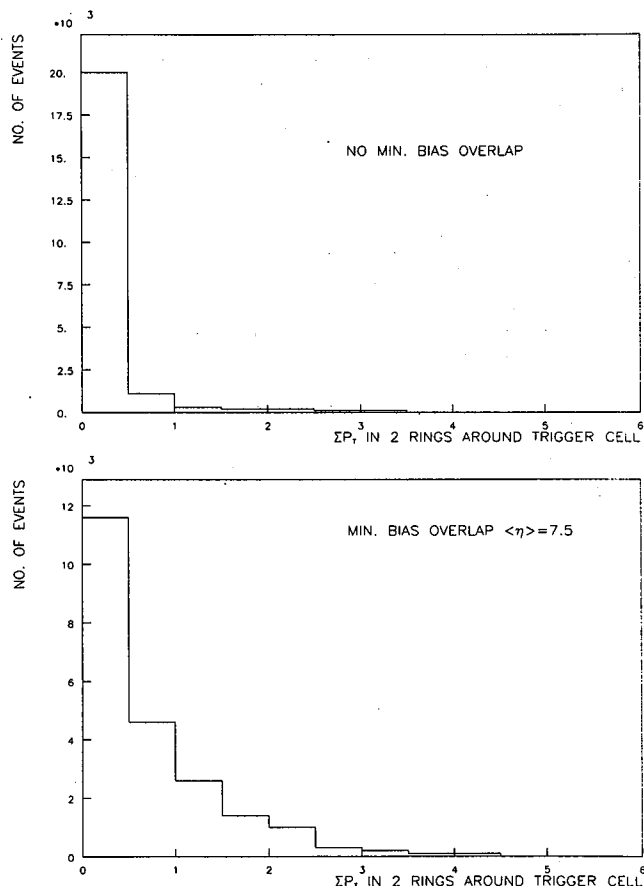 *10 3
NO. OF EVENTS
20.
17.5
15.
12.5
10.
7.5
5.
2.5
0.
NO MIN. BIAS OVERLAP
0 1 2 3 4 5 6
ΣP_T IN 2 RINGS AROUND TRIGGER CELL
*10 3
NO. OF EVENTS
12
10
8
6
4
2
0
MIN. BIAS OVERLAP <η>=7.5
0 1 2 3 4 5 6
ΣP_T IN 2 RINGS AROUND TRIGGER CELL